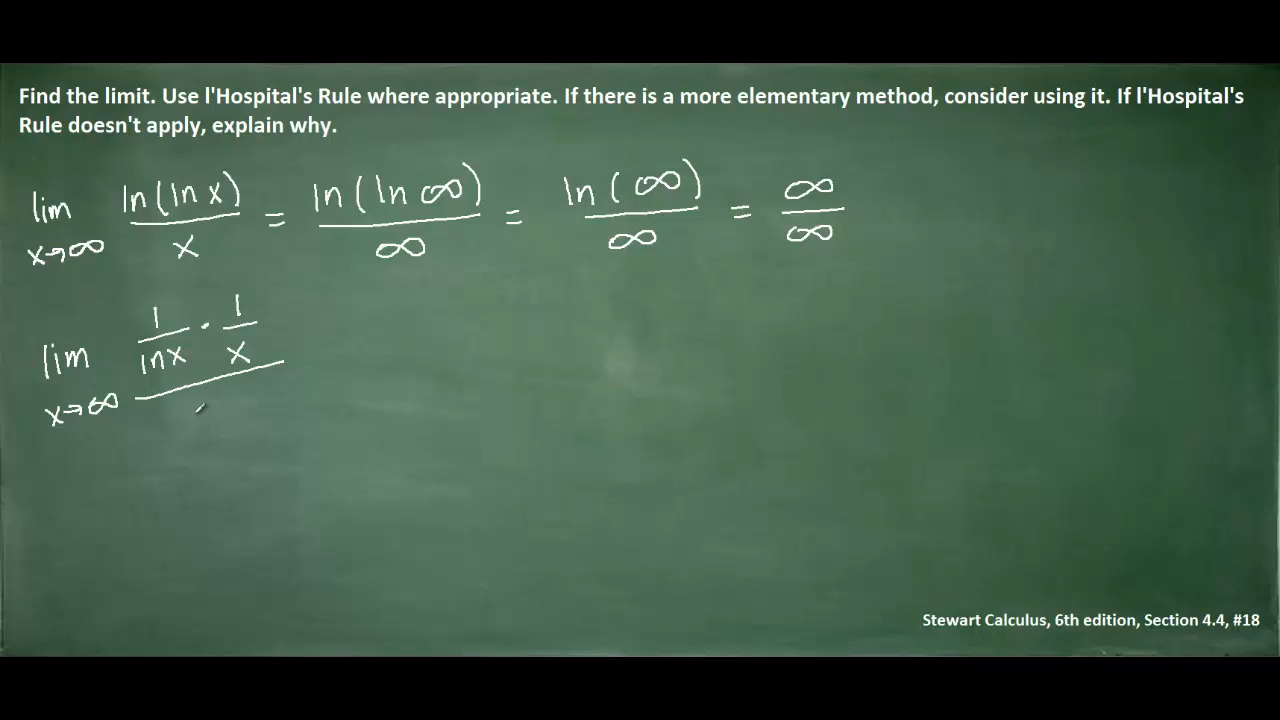 Find the limit. Use l'Hospital's Rule where appropriate. If there is a more elementary method, consider using it. If l'Hospital's
Rule doesn't apply, explain why.
lim x→∞ ln(ln x) / x = ln(ln ∞) / ∞ = ln(∞) / ∞ = ∞ / ∞
lim x→∞ 1/ln x · 1/x
Stewart Calculus, 6th edition, Section 4.4, #18